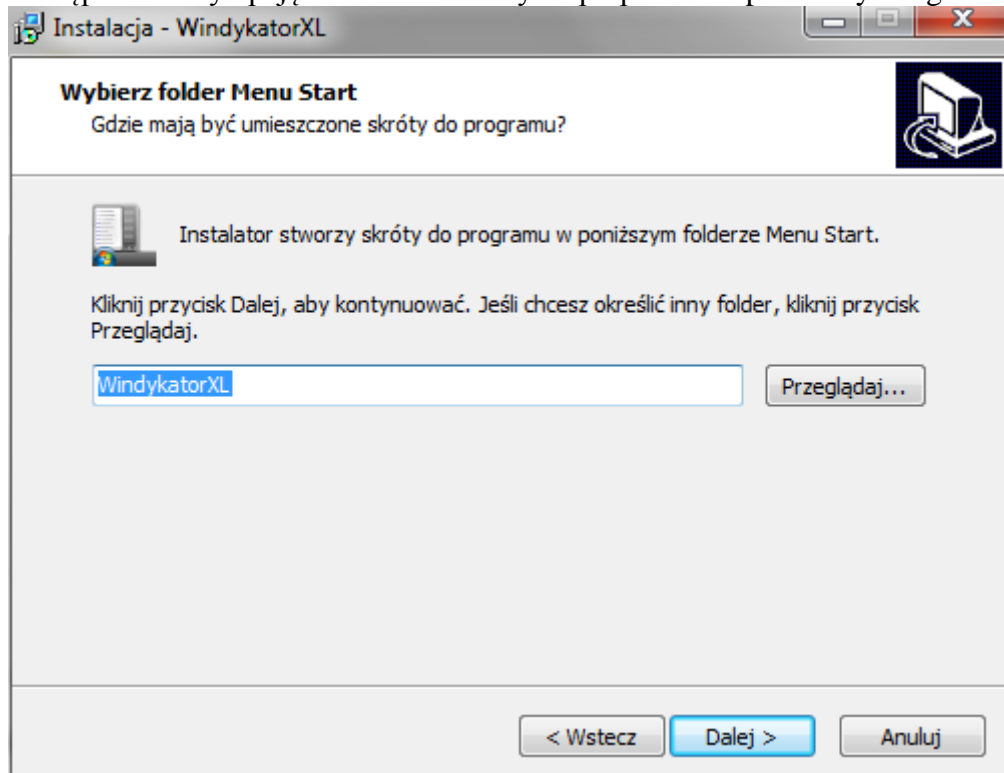 Instalacja - WindykatorXL
Wybierz folder Menu Start
Gdzie mają być umieszczone skróty do programu?
Instalator stworzy skróty do programu w poniższym folderze Menu Start.
Kliknij przycisk Dalej, aby kontynuować. Jeśli chcesz określić inny folder, kliknij przycisk
Przeglądaj.
WindykatorXL
Przeglądaj...
< Wstecz
Dalej >
Anuluj